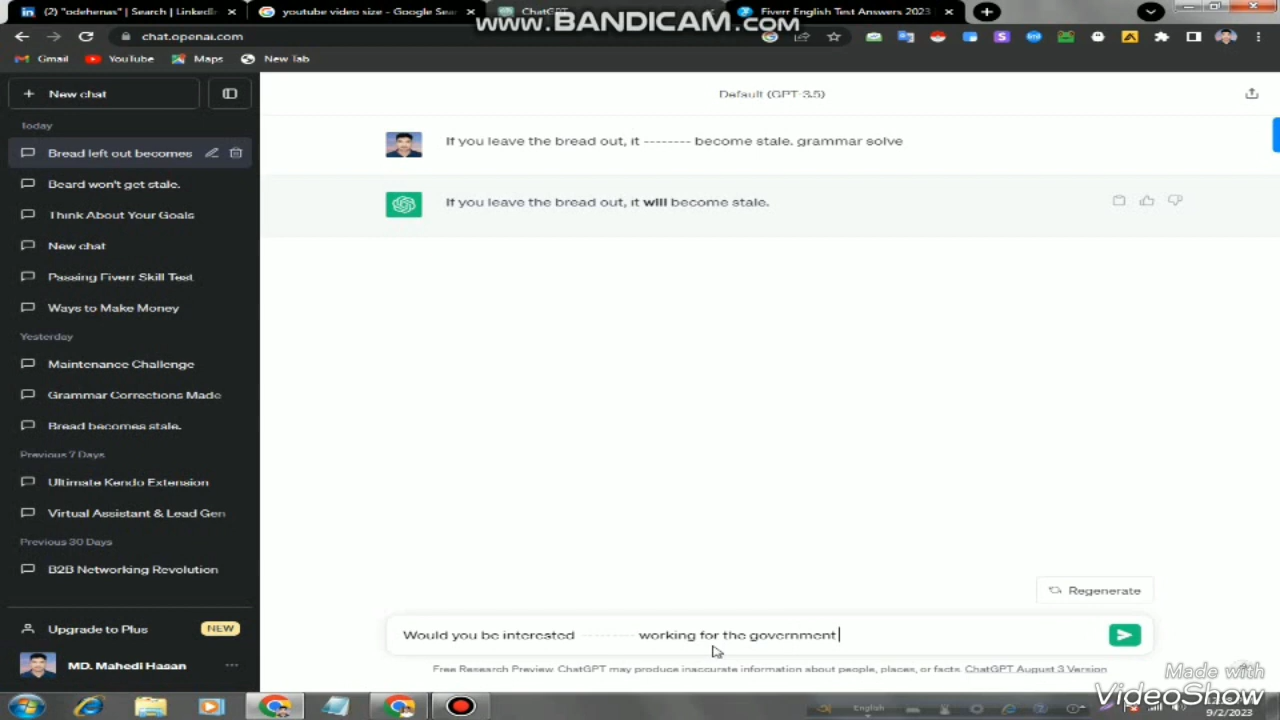 (2) "odehenas" | Search | LinkedIn
youtube video size - Google Sea
ChatGPT
Fiverr English Test Answers 2023
www.BANDICAM.com
chat.openai.com
Gmail
YouTube
Maps
New Tab
New chat
Default (GPT-3.5)
Today
Bread let out becomes
Beard won't get stale.
Think About Your Goals
New chat
Passing Fiverr Skill Test
Ways to Make Money
Yesterday
Maintenance Challenge
Grammar Corrections Made
Bread becomes stale.
Previous 7 Days
Ultimate Kendo Extension
Virtual Assistant & Lead Gen
Previous 30 Days
B2B Networking Revolution
Upgrade to Plus
NEW
MD. Mahedi Hasan
If you leave the bread out, it -------- become stale. grammar solve
If you leave the bread out, it will become stale.
Regenerate
Would you be interested -------- working for the government
Free Research Preview. ChatGPT may produce inaccurate information about people, places, or facts. ChatGPT August 3 Version
Made with
VideoShow
English
9/2/2023